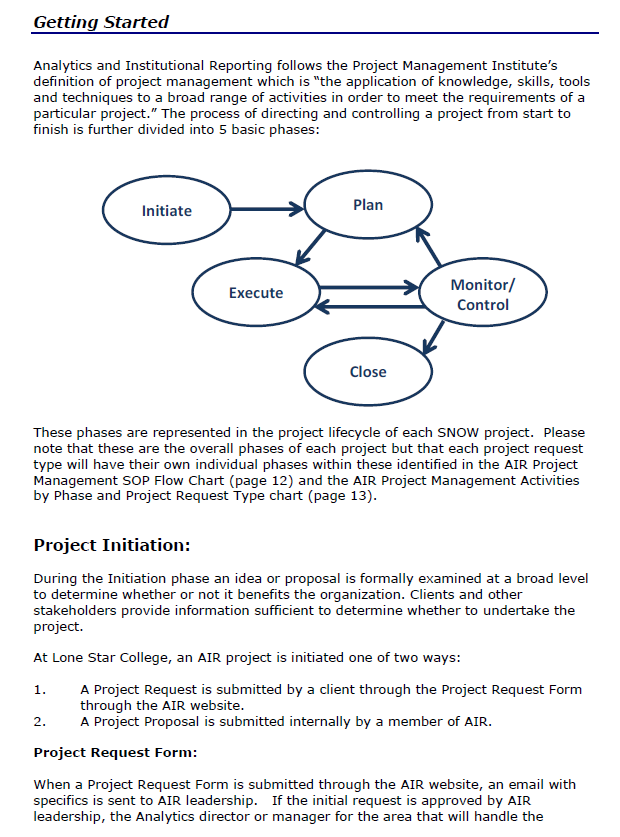 Getting Started
Analytics and Institutional Reporting follows the Project Management Institute's
definition of project management which is "the application of knowledge, skills, tools
and techniques to a broad range of activities in order to meet the requirements of a
particular project." The process of directing and controlling a project from start to
finish is further divided into 5 basic phases:
Initiate
Plan
Execute
Monitor/
Control
Close
These phases are represented in the project lifecycle of each SNOW project.  Please
note that these are the overall phases of each project but that each project request
type will have their own individual phases within these identified in the AIR Project
Management SOP Flow Chart (page 12) and the AIR Project Management Activities
by Phase and Project Request Type chart (page 13).
Project Initiation:
During the Initiation phase an idea or proposal is formally examined at a broad level
to determine whether or not it benefits the organization. Clients and other
stakeholders provide information sufficient to determine whether to undertake the
project.
At Lone Star College, an AIR project is initiated one of two ways:
1. A Project Request is submitted by a client through the Project Request Form
through the AIR website.
2. A Project Proposal is submitted internally by a member of AIR.
Project Request Form:
When a Project Request Form is submitted through the AIR website, an email with
specifics is sent to AIR leadership.   If the initial request is approved by AIR
leadership, the Analytics director or manager for the area that will handle the